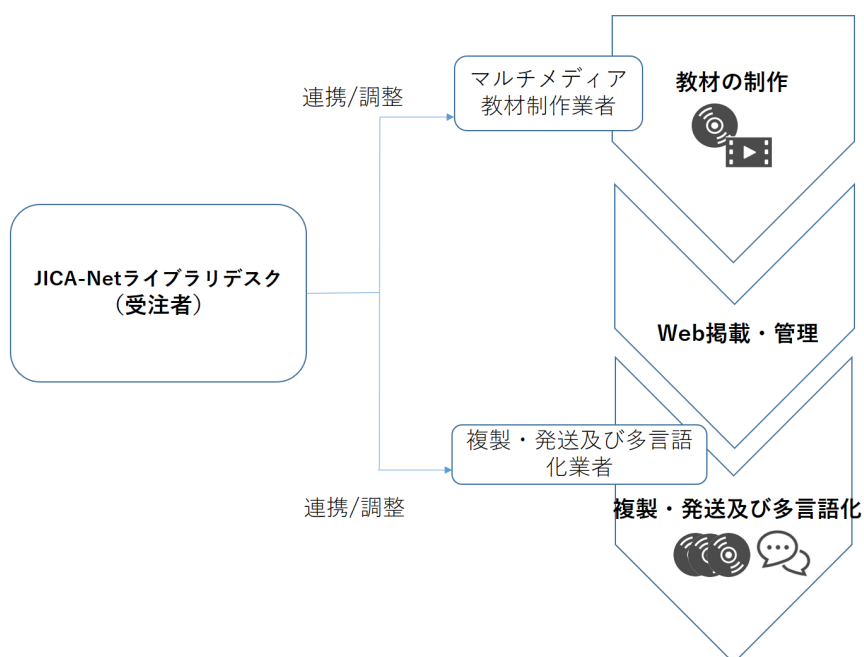 マルチメディア
教材制作業者
教材の制作
連携/調整
JICA-Netライブラリデスク
（受注者）
Web掲載・管理
複製・発送及び多言語
化業者
連携/調整
複製・発送及び多言語化